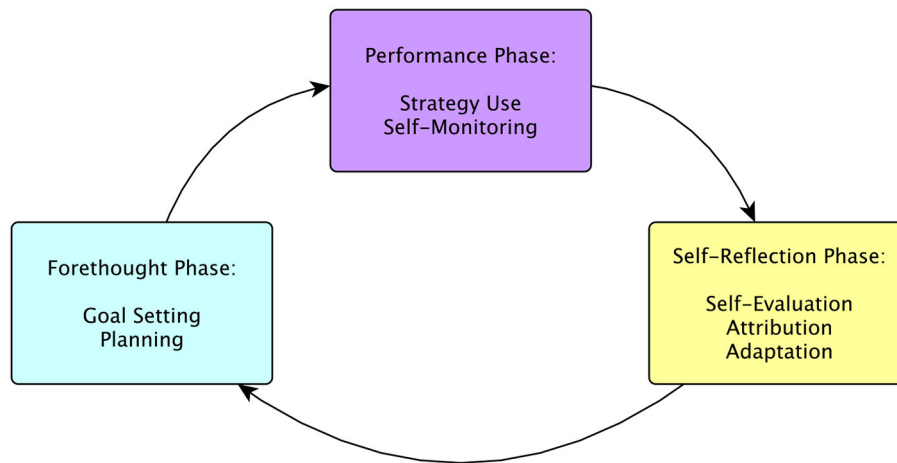 Performance Phase:
Strategy Use
Self-Monitoring
Forethought Phase:
Goal Setting
Planning
Self-Reflection Phase:
Self-Evaluation
Attribution
Adaptation